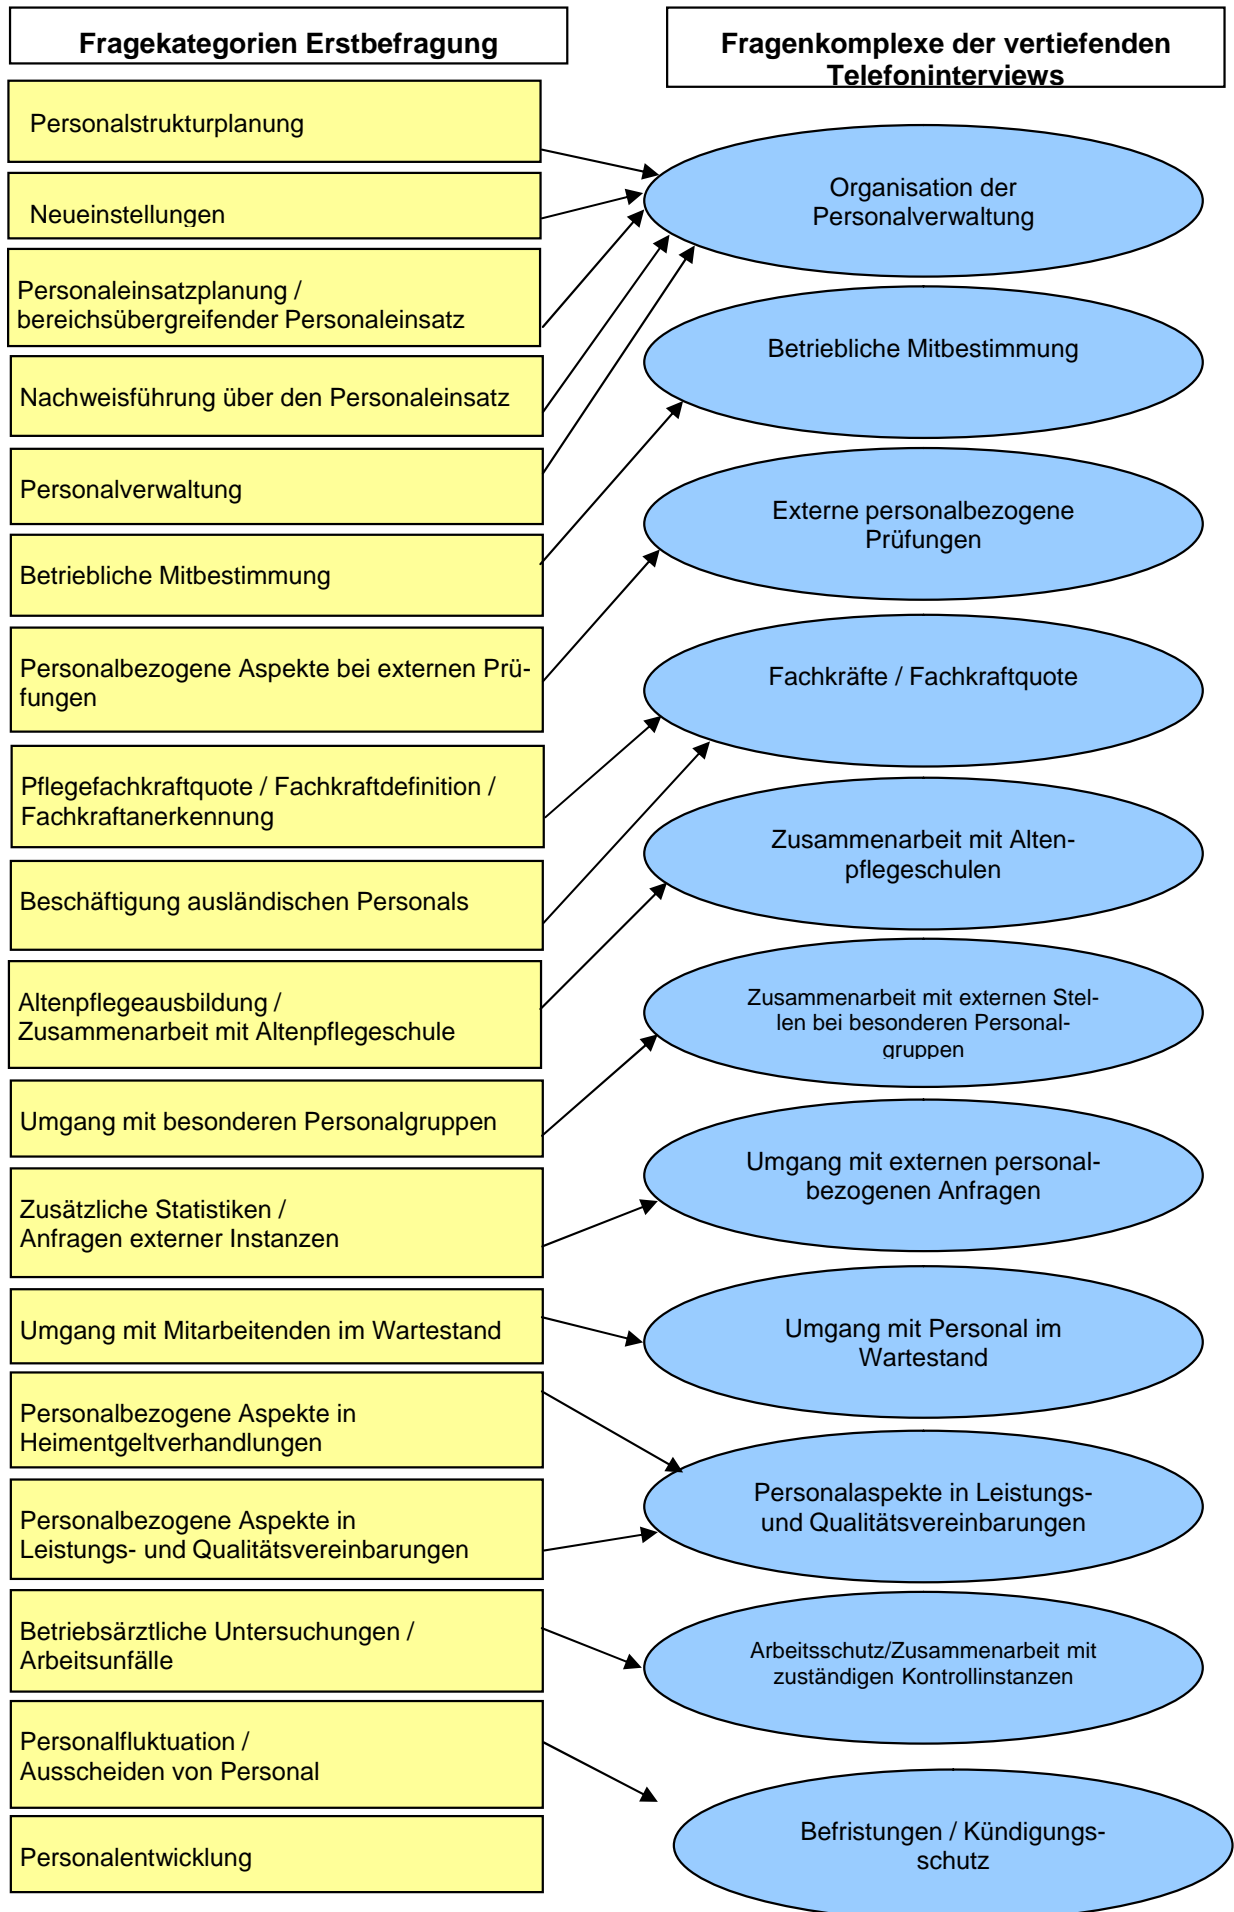 Fragekategorien Erstbefragung
Personalstrukturplanung
Neueinstellungen
Personaleinsatzplanung /
bereichsübergreifender Personaleinsatz
Nachweisführung über den Personaleinsatz
Personalverwaltung
Betriebliche Mitbestimmung
Personalbezogene Aspekte bei externen Prü-
fungen
Pflegefachkraftquote / Fachkraftdefinition /
Fachkraftanerkennung
Beschäftigung ausländischen Personals
Altenpflegeausbildung /
Zusammenarbeit mit Altenpflegeschule
Umgang mit besonderen Personalgruppen
Zusätzliche Statistiken /
Anfragen externer Instanzen
Umgang mit Mitarbeitenden im Wartestand
Personalbezogene Aspekte in
Heimentgeltverhandlungen
Personalbezogene Aspekte in
Leistungs- und Qualitätsvereinbarungen
Betriebsärztliche Untersuchungen /
Arbeitsunfälle
Personalfluktuation /
Ausscheiden von Personal
Personalentwicklung
Fragenkomplexe der vertiefenden
Telefoninterviews
Organisation der
Personalverwaltung
Betriebliche Mitbestimmung
Externe personalbezogene
Prüfungen
Fachkräfte / Fachkraftquote
Zusammenarbeit mit Alten-
pflegeschulen
Zusammenarbeit mit externen Stel-
len bei besonderen Personal-
gruppen
Umgang mit externen personal-
bezogenen Anfragen
Umgang mit Personal im
Wartestand
Personalaspekte in Leistungs-
und Qualitätsvereinbarungen
Arbeitsschutz/Zusammenarbeit mit
zuständigen Kontrollinstanzen
Befristungen / Kündigungs-
schutz